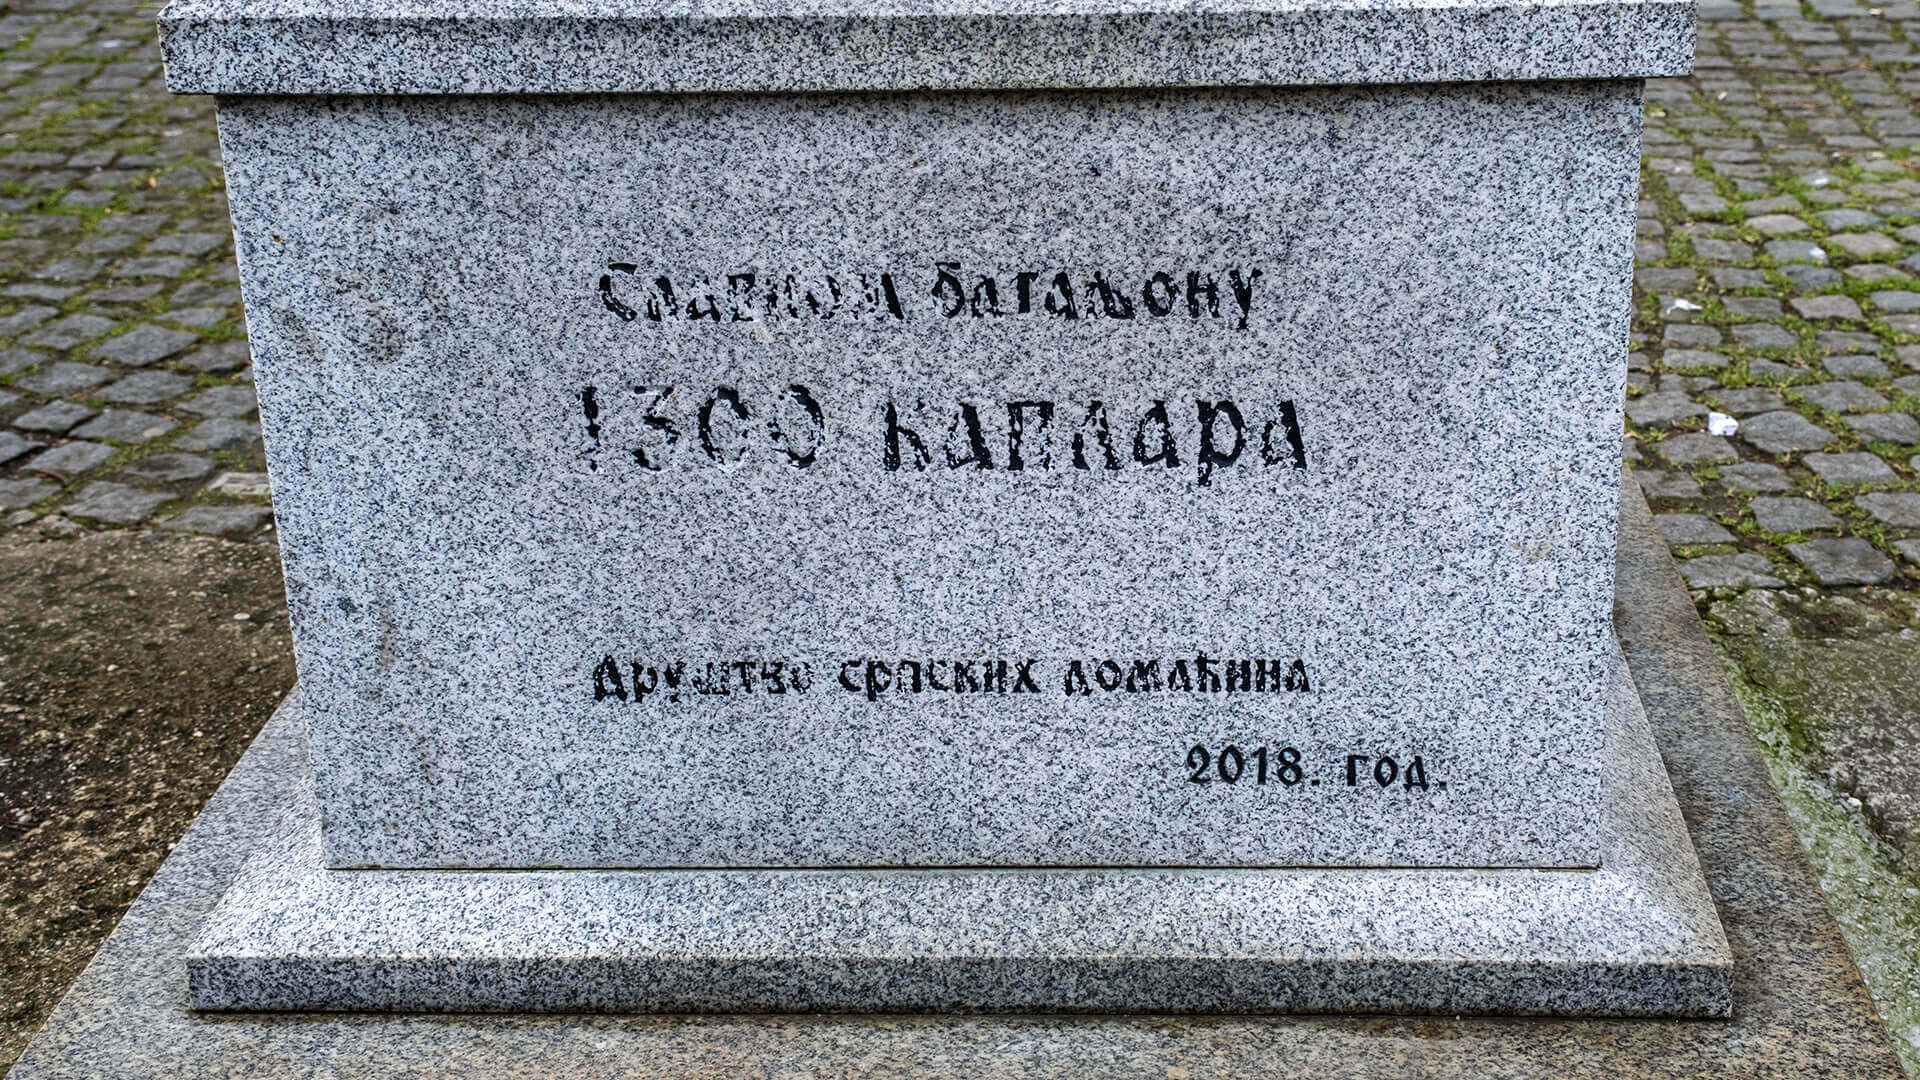 Славном батаљону
1300 каплара
Друштво српских домаћина
2018. год.